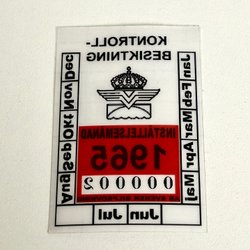 KONTROLL-
BESIKTNING
Jan Feb Mar Apr Maj
Jun Jul
Aug Sep Okt Nov Dec
INSTÄLLELSEMÅNAD
1965
000002